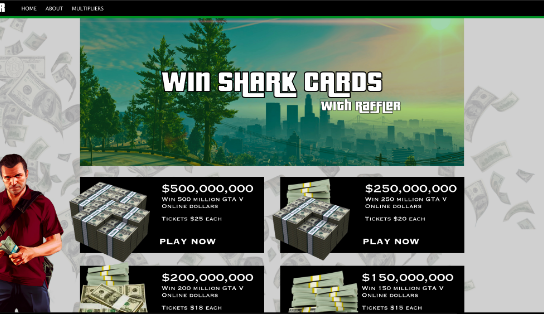 HOME ABOUT MULTIPLIERS
WIN SHARK CARDS
WITH RAFFLER
$500,000,000
WIN 500 MILLION GTA V
ONLINE DOLLARS
TICKETS $25 EACH
PLAY NOW
$250,000,000
WIN 250 MILLION GTA V
ONLINE DOLLARS
TICKETS $20 EACH
PLAY NOW
$200,000,000
WIN 200 MILLION GTA V
ONLINE DOLLARS
$150,000,000
WIN 150 MILLION GTA V
ONLINE DOLLARS
TICKETS $15 EACH